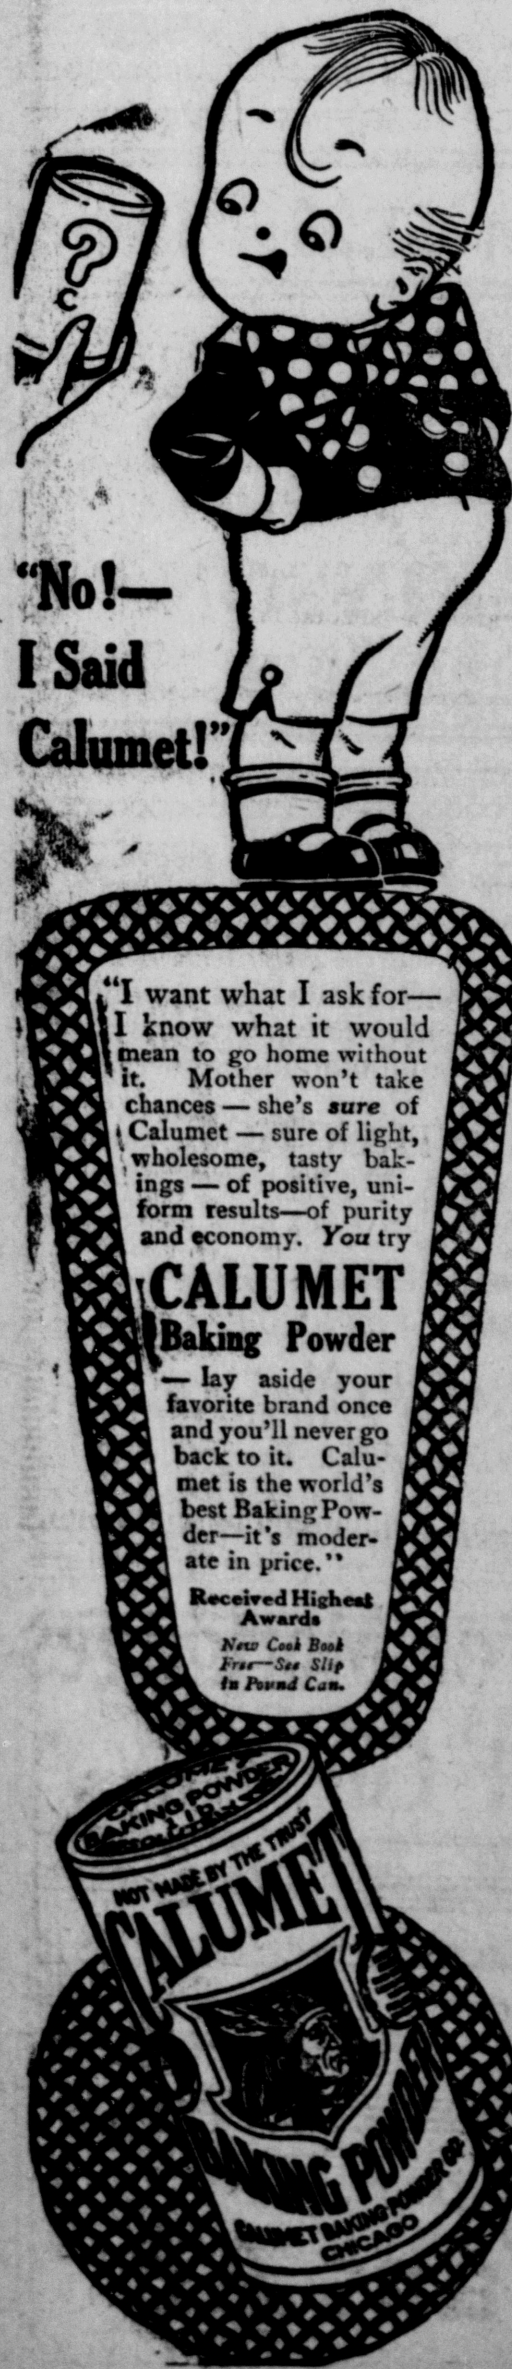 ?
"No!—
I Said
Calumet!"
"I want what I ask for—
I know what it would
mean to go home without
it. Mother won't take
chances — she's sure of
Calumet — sure of light,
wholesome, tasty bak-
ings — of positive, uni-
form results—of purity
and economy. You try
CALUMET
Baking Powder
— lay aside your
favorite brand once
and you'll never go
back to it. Calu-
met is the world's
best Baking Pow-
der—it's moder-
ate in price."
Received Highest
Awards
New Cook Book
Free—See Slip
In Pound Can.
CALUMET
BAKING POWDER
NOT MADE BY THE TRUST
CALUMET
BAKING POWDER
CALUMET BAKING POWDER CO.
CHICAGO